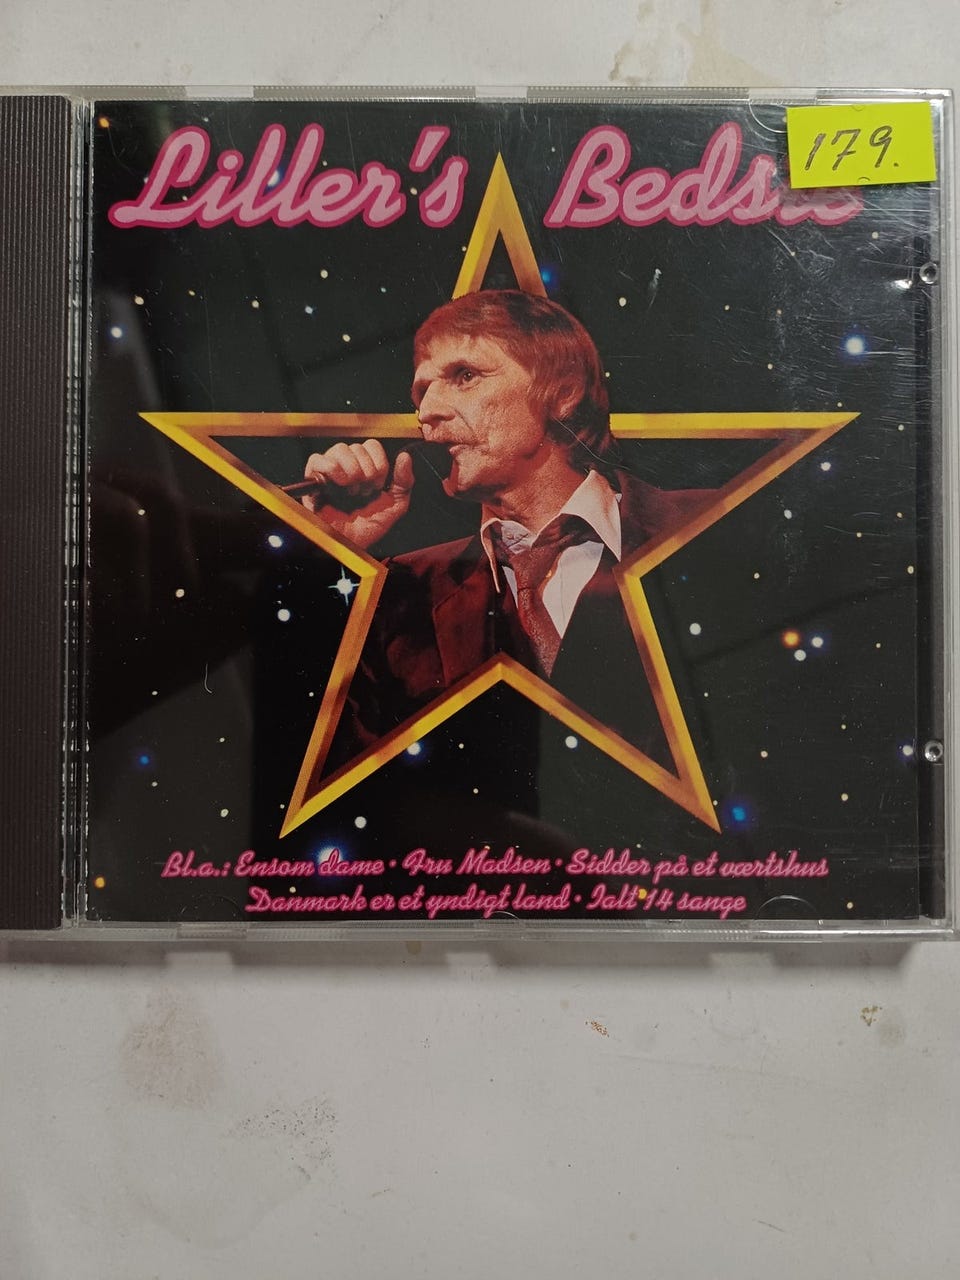 Liller's Bedste
179.
Bl.a.: Ensom dame · Fru Madsen · Sidder på et værtshus
Danmark er et yndigt land · Ialt 14 sange